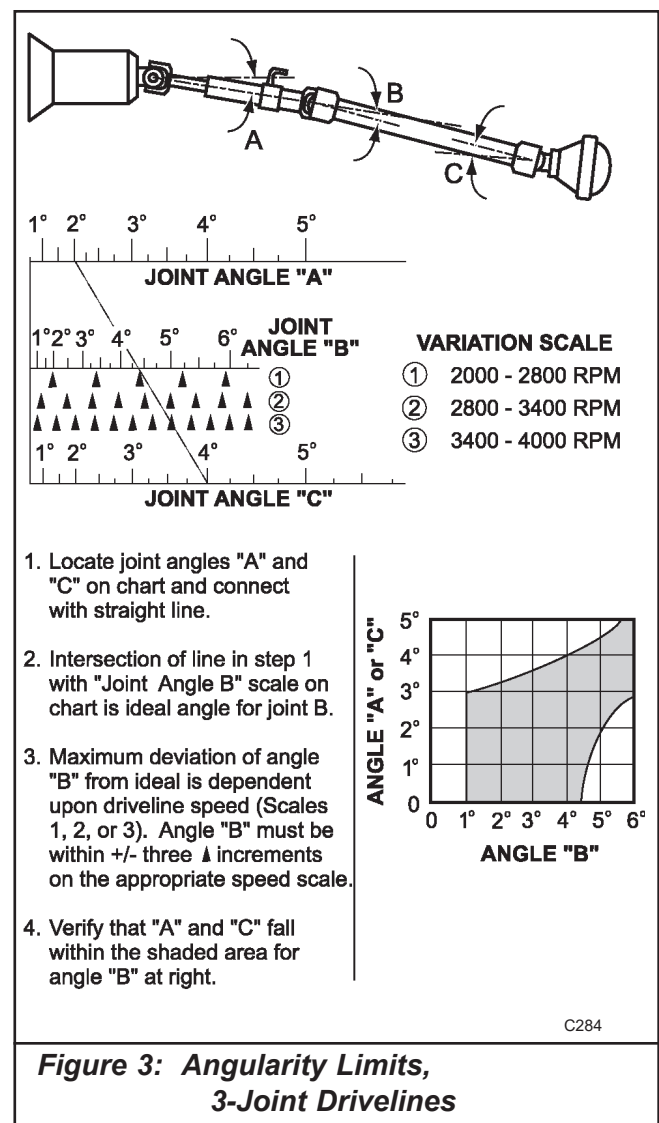 A
B
C
1° 2° 3° 4° 5°
JOINT ANGLE "A"
1° 2° 3° 4° 5° 6° JOINT
ANGLE "B"
①
②
③
1° 2° 3° 4° 5°
JOINT ANGLE "C"
VARIATION SCALE
① 2000 - 2800 RPM
② 2800 - 3400 RPM
③ 3400 - 4000 RPM
1. Locate joint angles "A" and
"C" on chart and connect
with straight line.
2. Intersection of line in step 1
with "Joint Angle B" scale on
chart is ideal angle for joint B.
3. Maximum deviation of angle
"B" from ideal is dependent
upon driveline speed (Scales
1, 2, or 3). Angle "B" must be
within +/- three ▲ increments
on the appropriate speed scale.
4. Verify that "A" and "C" fall
within the shaded area for
angle "B" at right.
ANGLE "A" or "C"
5°
4°
3°
2°
1°
0
0 1° 2° 3° 4° 5° 6°
ANGLE "B"
C284
Figure 3: Angularity Limits,
3-Joint Drivelines